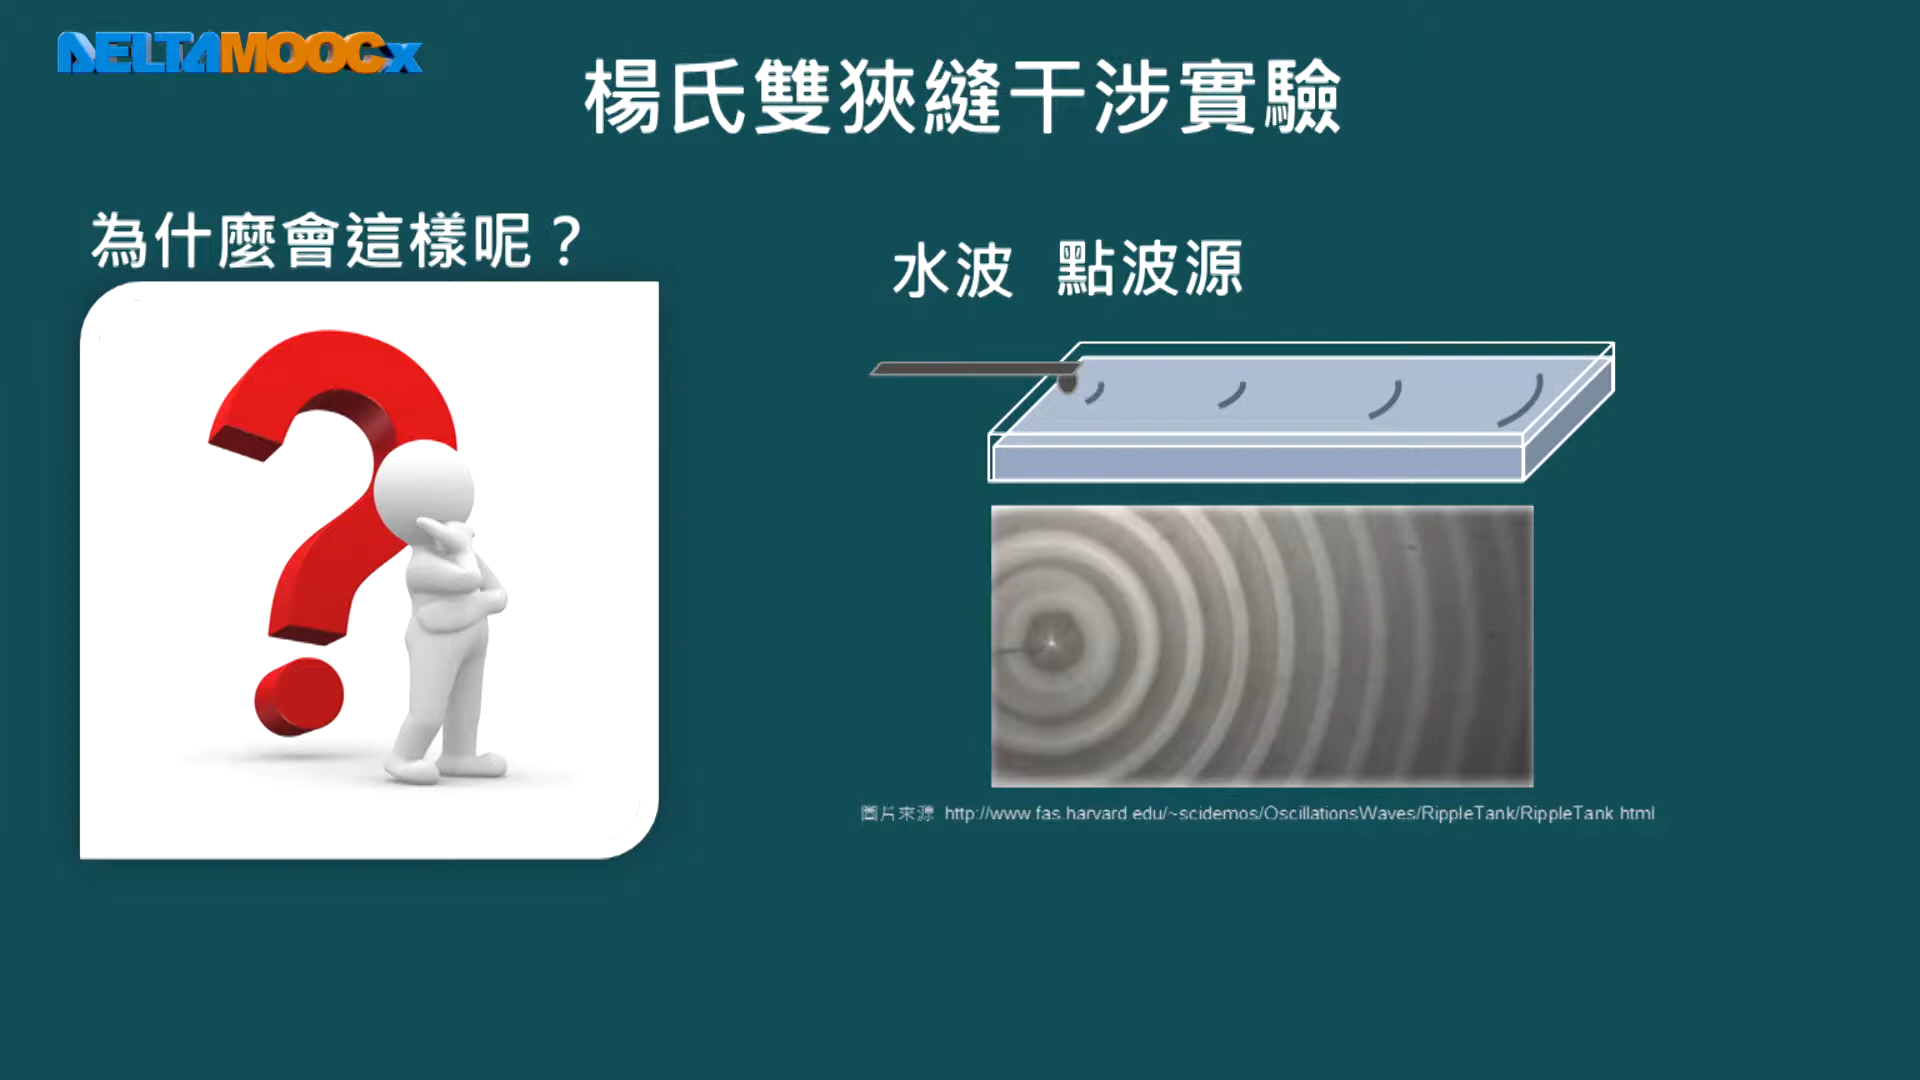 DELTAMOOCx
楊氏雙狹縫干涉實驗
為什麼會這樣呢？
水波 點波源
圖片來源 http://www.fas.harvard.edu/~scidemos/OscillationsWaves/RippleTank/RippleTank.html